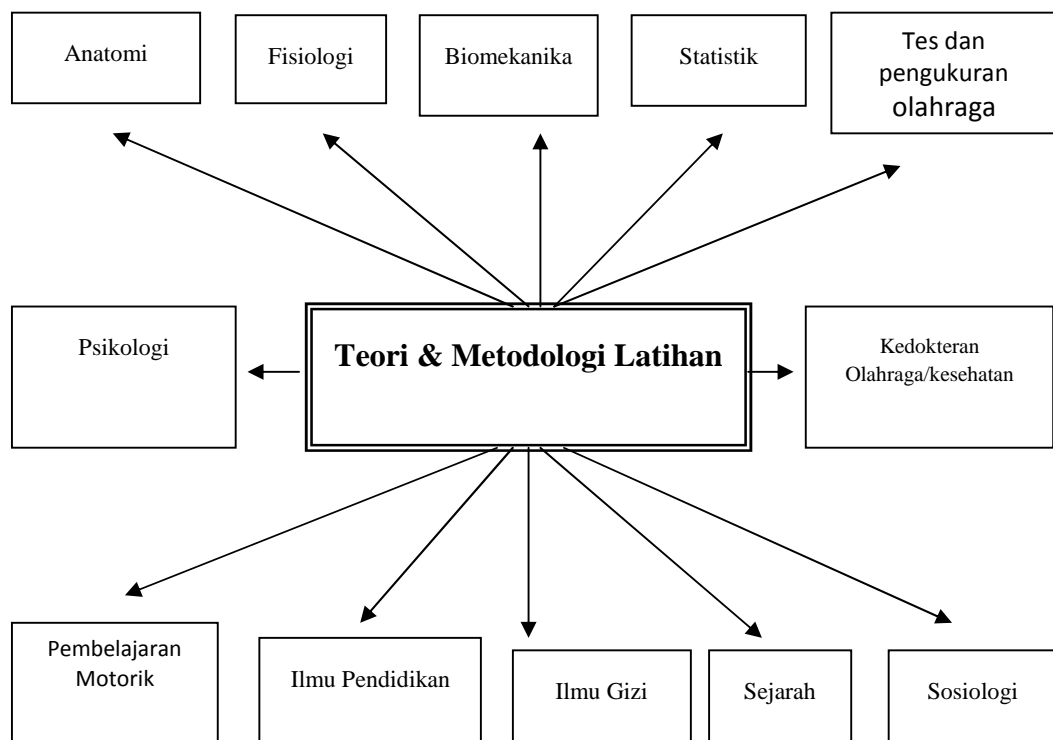 Anatomi
Fisiologi
Biomekanika
Statistik
Tes dan
pengukuran
olahraga
Psikologi
Teori & Metodologi Latihan
Kedokteran
Olahraga/kesehatan
Pembelajaran
Motorik
Ilmu Pendidikan
Ilmu Gizi
Sejarah
Sosiologi